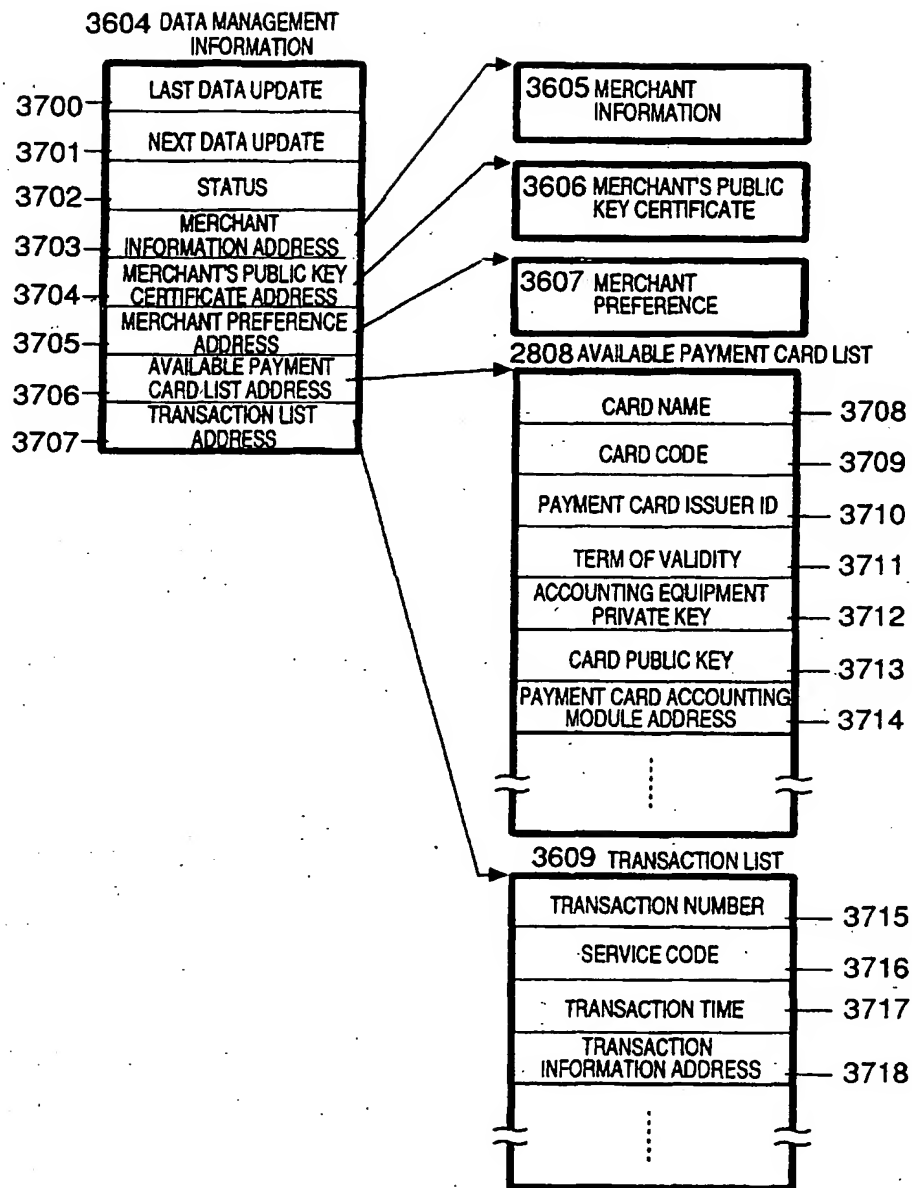 3604 DATA MANAGEMENT
INFORMATION
LAST DATA UPDATE
3700
NEXT DATA UPDATE
3701
STATUS
3702
MERCHANT
INFORMATION ADDRESS
3703
MERCHANT'S PUBLIC KEY
CERTIFICATE ADDRESS
3704
MERCHANT PREFERENCE
ADDRESS
3705
AVAILABLE PAYMENT
CARD LIST ADDRESS
3706
TRANSACTION LIST
ADDRESS
3707
3605 MERCHANT
INFORMATION
3606 MERCHANT'S PUBLIC
KEY CERTIFICATE
3607 MERCHANT
PREFERENCE
2808 AVAILABLE PAYMENT CARD LIST
CARD NAME
3708
CARD CODE
3709
PAYMENT CARD ISSUER ID
3710
TERM OF VALIDITY
3711
ACCOUNTING EQUIPMENT
PRIVATE KEY
3712
CARD PUBLIC KEY
3713
PAYMENT CARD ACCOUNTING
MODULE ADDRESS
3714
3609 TRANSACTION LIST
TRANSACTION NUMBER
3715
SERVICE CODE
3716
TRANSACTION TIME
3717
TRANSACTION
INFORMATION ADDRESS
3718